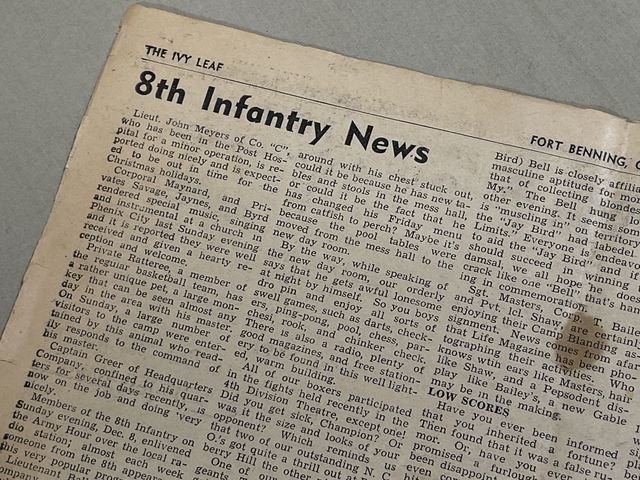 THE IVY LEAF
FORT BENNING,
8th Infantry News
Lieut. John Meyers of Co. "C",
who has been in the Post Hos-
pital for a minor operation, is re-
ported doing nicely and is expect-
ed to be out in time for the
Christmas holidays.
Corporal Maynard, and Pri-
vates Savage, Jaynes, and Byrd
rendered special music, singing
and instrumental at a church in
Phenix City last Sunday evening
and it is reported they were well
received and given a hearty re-
ception and welcome.
Private Ratteree, a member of
the regular basketball team, has
a rather unique pet, a large mon-
key that can be seen almost any
day in the area with his master.
On Sunday, a large number of
visitors to the camp were enter-
tained by this animal who read-
ily responds to the command of
his master.
Captain Greer of Headquarters
Company, confined to his quar-
ters for several days recently, is
now on the job and doing 'very
nicely.
Members of the 8th Infantry on
Sunday evening, Dec. 8, enlivened
the Army Hour over the local ra-
dio station, almost each week
someone from the 8th appears
this very popular program
Lieutenant
around with his chest stuck out,
could it be because he has new ta-
bles and stools in the mess hall,
or could it be the fact that he
has changed his Friday menu
from catfish to perch? Maybe it's
because the pool tables were
moved from the mess hall to the
new day room.
By the way, while speaking of
the new day room, our orderly
says that he gets awful lonesome
at night by himself. So you boys
drop in and enjoy all sorts of
swell games, such as darts, check-
ers, ping-pong, pool, chess, par-
chesi, rook, and chinker check.
There is also a radio, plenty of
good magazines, and free station-
ery to be found in this well light-
ed, warm building.
All of our boxers participated
in the fights held recently in the
4th Division Theatre, except one!
Did you get sick, Champion? Or
was it the size and looks of your
opponent? Which reminds us
that two of our outstanding N. C.
O.'s got quite a thrill out
berry Hill the other
One of our
geants
Bird) Bell is closely
masculine aptitude for
that of collecting
My." The Bell hung
other evening. It seems
is "muscling in" on
the "Jay Bird" had
Limits." Everyone is
to aid the "Jay Bird"
should succeed in winning
damsal, we all hope he
crack like one "Bell that's
ing in commemoration
Sgt. Masters, Corp.
and Pvt. 1cl. Shaw are
enjoying their Camp Blanding
signment. News comes from afar
that Life Magazine has been
tographing their activities. Who
knows with ears like Masters, hair
like Shaw, and a Pepsodent
play like Bailey's, a new Gable
may be in the making.
LOW SCORES
Have you ever been informed
that you inherited a fortune?
Then found it was a false
mor. Or, have you ever
promised a furlough
been disappointed